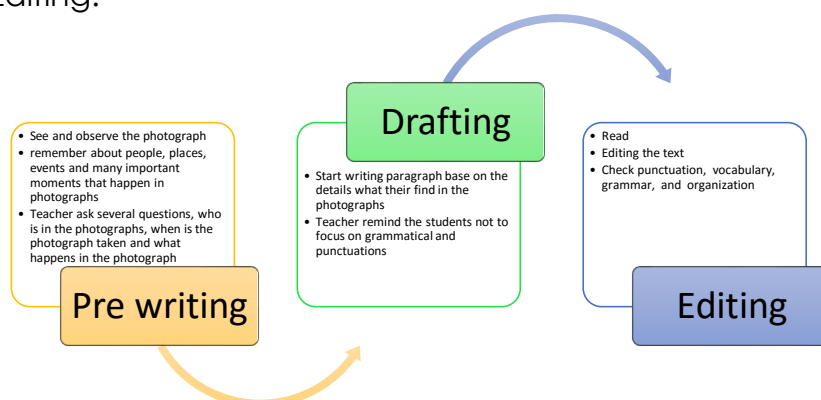 • See and observe the photograph
• remember about people, places,
events and many important
moments that happen in
photographs
• Teacher ask several questions, who
is in the photographs, when is the
photograph taken and what
happens in the photograph
Pre writing
Drafting
• Start writing paragraph base on the
details what their find in the
photographs
• Teacher remind the students not to
focus on grammatical and
punctuations
• Read
• Editing the text
• Check punctuation, vocabulary,
grammar, and organization
Editing